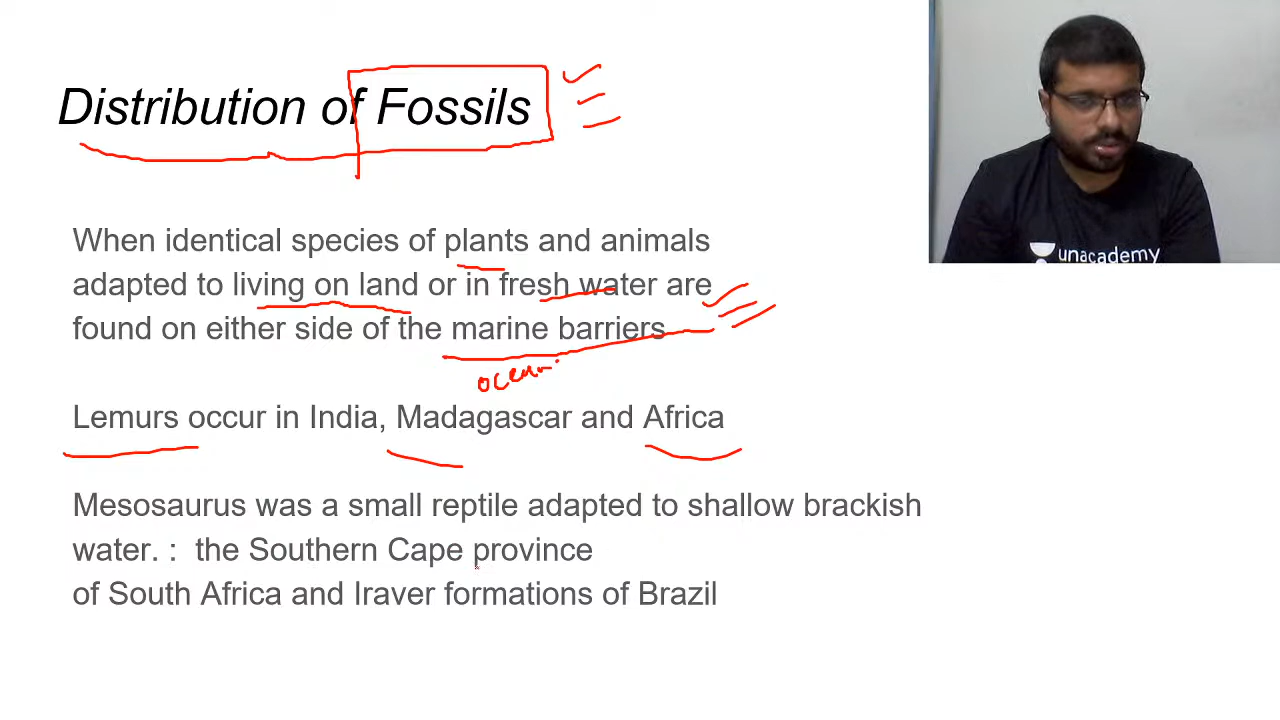 Distribution of Fossils
When identical species of plants and animals
adapted to living on land or in fresh water are
found on either side of the marine barriers
ocean
Lemurs occur in India, Madagascar and Africa
Mesosaurus was a small reptile adapted to shallow brackish
water. : the Southern Cape province
of South Africa and Iraver formations of Brazil
unacademy